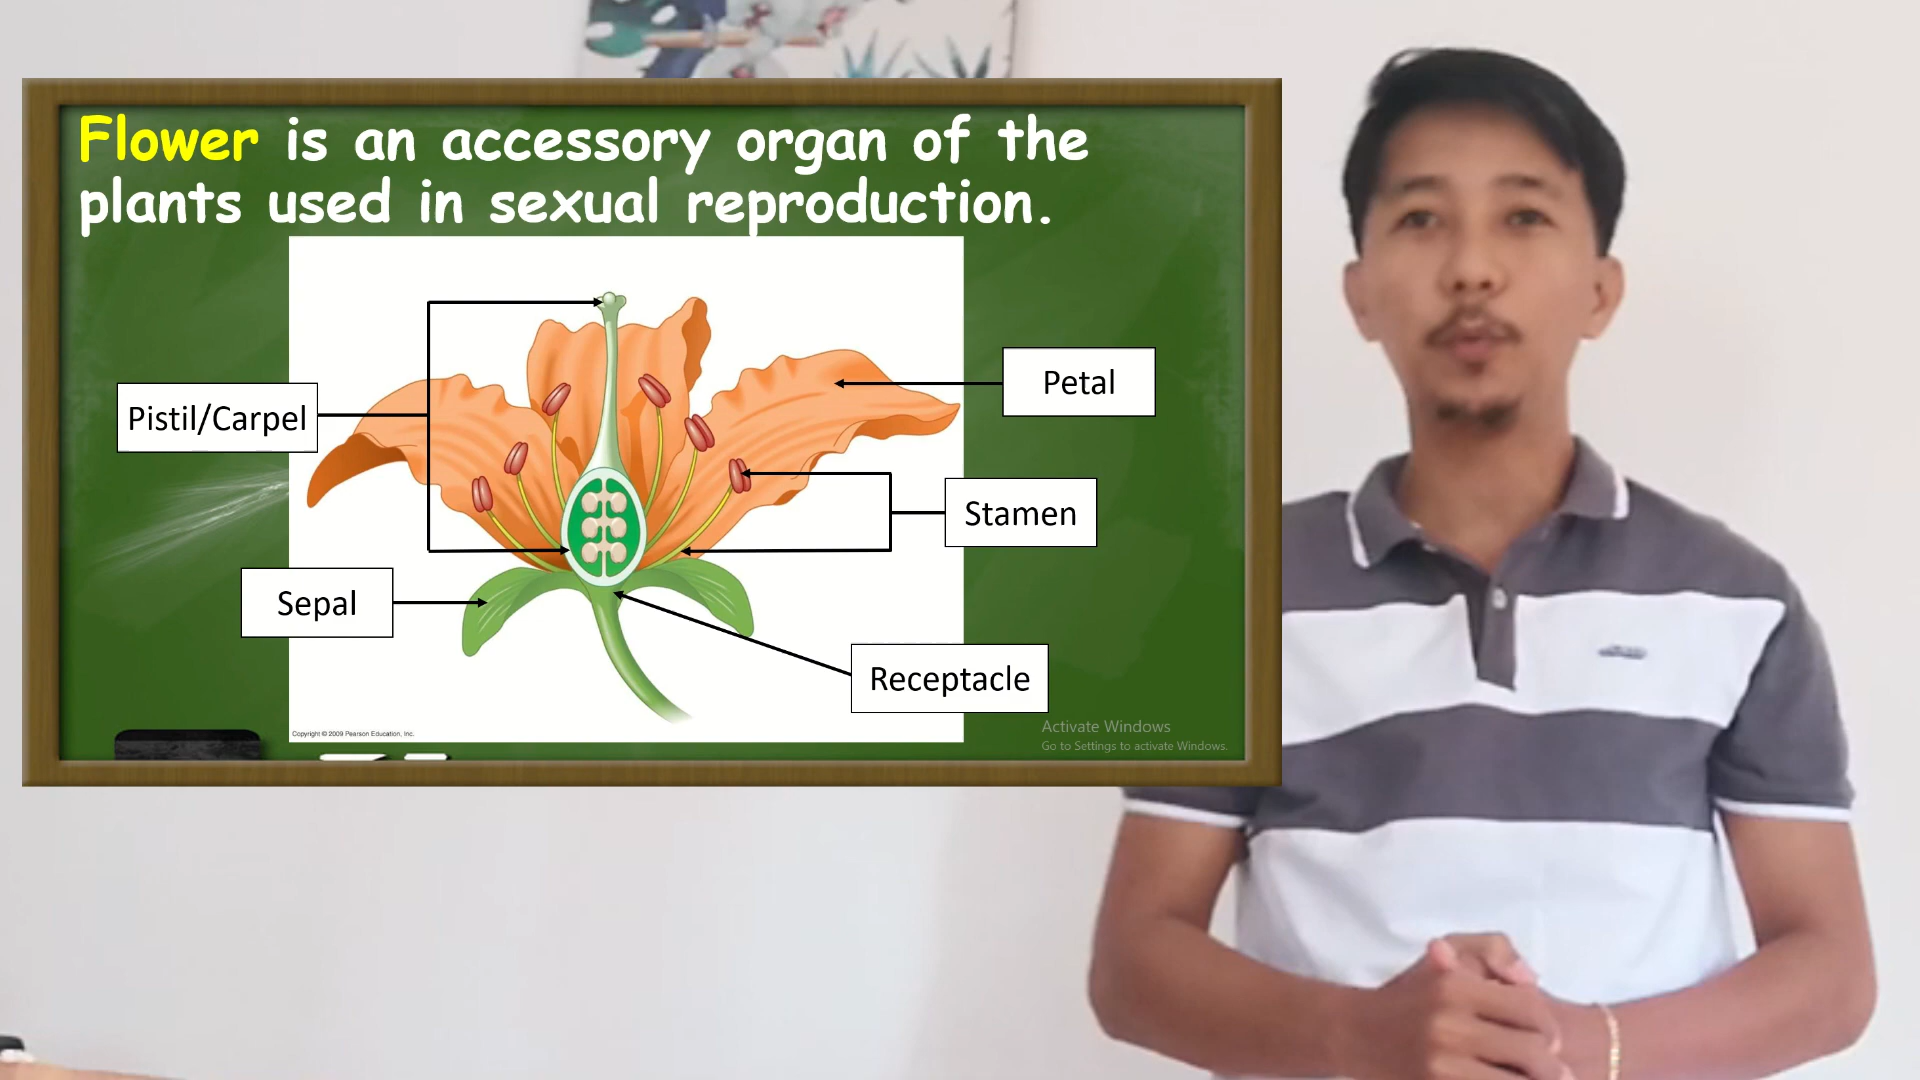 Flower is an accessory organ of the
plants used in sexual reproduction.
Pistil/Carpel
Petal
Stamen
Sepal
Receptacle
Copyright © 2009 Pearson Education, Inc.
Activate Windows
Go to Settings to activate Windows.